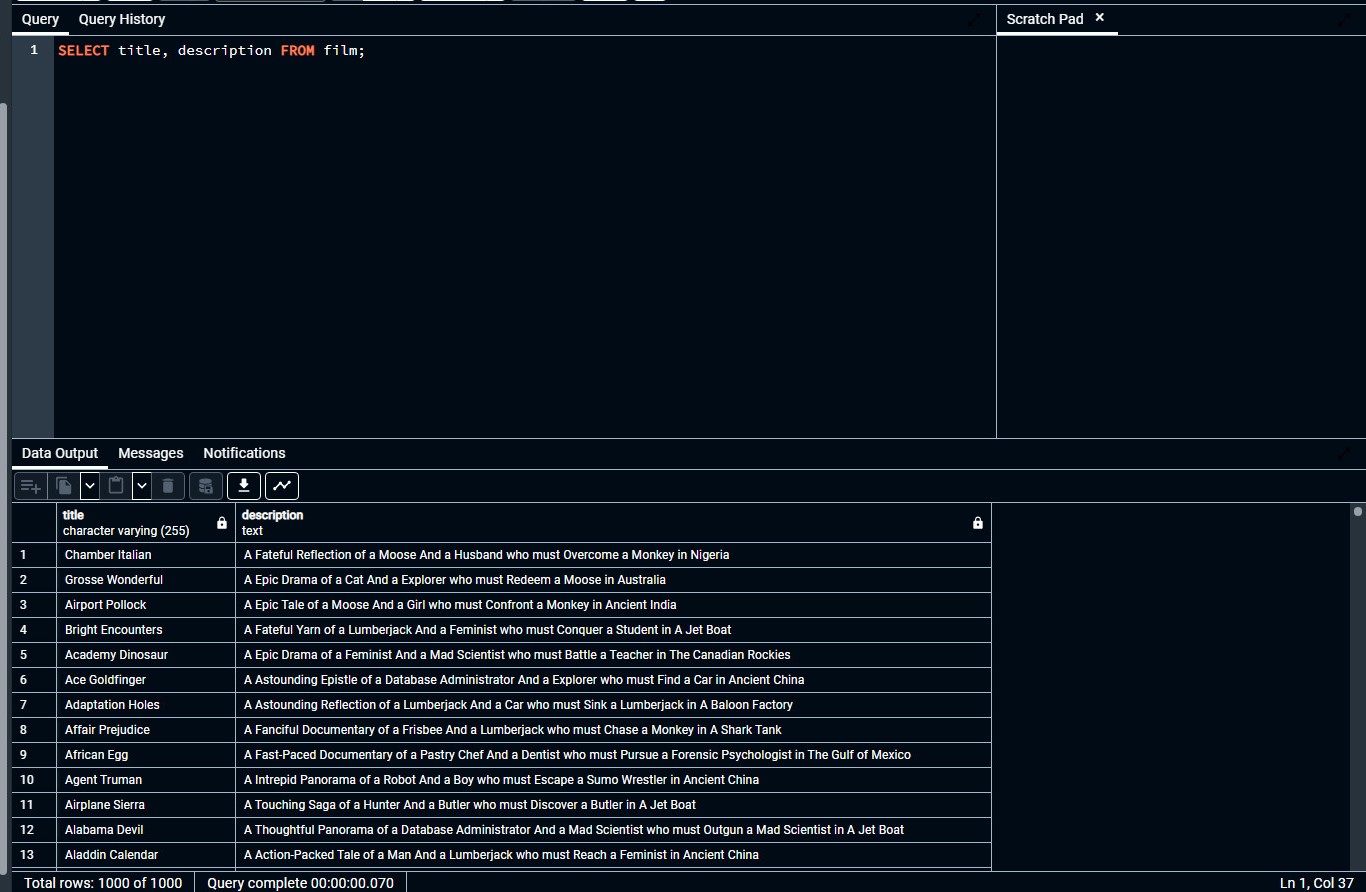 Query Query History Scratch Pad ×
1 SELECT title, description FROM film;
Data Output Messages Notifications
title description
character varying (255) text
1 Chamber Italian A Fateful Reflection of a Moose And a Husband who must Overcome a Monkey in Nigeria
2 Grosse Wonderful A Epic Drama of a Cat And a Explorer who must Redeem a Moose in Australia
3 Airport Pollock A Epic Tale of a Moose And a Girl who must Confront a Monkey in Ancient India
4 Bright Encounters A Fateful Yarn of a Lumberjack And a Feminist who must Conquer a Student in A Jet Boat
5 Academy Dinosaur A Epic Drama of a Feminist And a Mad Scientist who must Battle a Teacher in The Canadian Rockies
6 Ace Goldfinger A Astounding Epistle of a Database Administrator And a Explorer who must Find a Car in Ancient China
7 Adaptation Holes A Astounding Reflection of a Lumberjack And a Car who must Sink a Lumberjack in A Baloon Factory
8 Affair Prejudice A Fanciful Documentary of a Frisbee And a Lumberjack who must Chase a Monkey in A Shark Tank
9 African Egg A Fast-Paced Documentary of a Pastry Chef And a Dentist who must Pursue a Forensic Psychologist in The Gulf of Mexico
10 Agent Truman A Intrepid Panorama of a Robot And a Boy who must Escape a Sumo Wrestler in Ancient China
11 Airplane Sierra A Touching Saga of a Hunter And a Butler who must Discover a Butler in A Jet Boat
12 Alabama Devil A Thoughtful Panorama of a Database Administrator And a Mad Scientist who must Outgun a Mad Scientist in A Jet Boat
13 Aladdin Calendar A Action-Packed Tale of a Man And a Lumberjack who must Reach a Feminist in Ancient China
Total rows: 1000 of 1000 Query complete 00:00:00.070 Ln 1, Col 37